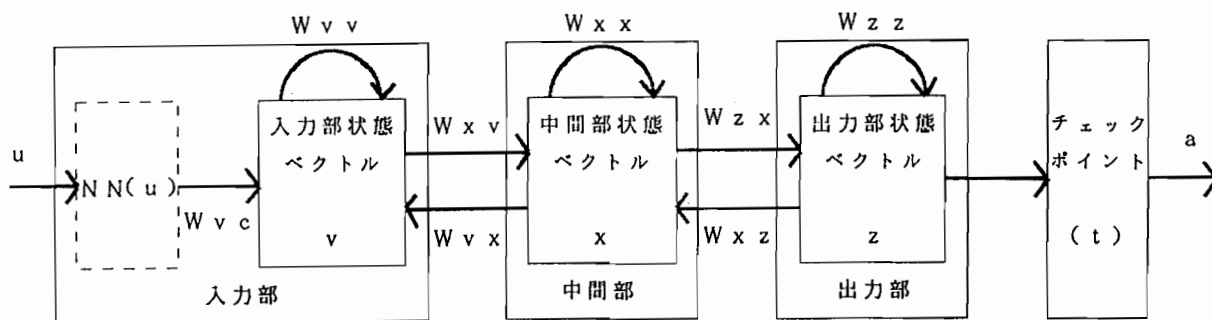 W v v
W x x
W z z
u
N N ( u )
W v c
入力部状態
ベクトル
v
入力部
W x v
W v x
中間部状態
ベクトル
x
中間部
W z x
W x z
出力部状態
ベクトル
z
出力部
チェック
ポイント
( t )
a